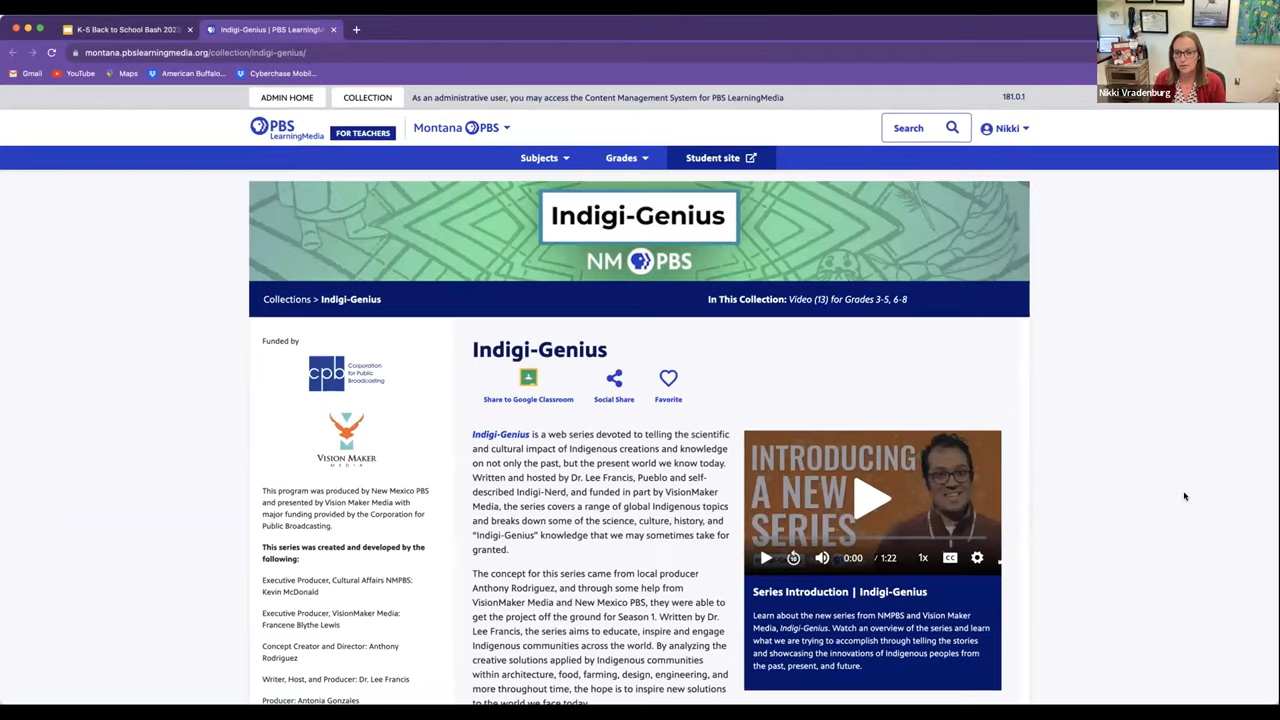 K-5 Back to School Bash 202
Indigi-Genius | PBS LearningM
montana.pbslearningmedia.org/collection/indigi-genius/
Gmail
YouTube
Maps
American Buffalo...
Cyberchase Mobil...
Nikki Vradenburg
ADMIN HOME
COLLECTION
As an administrative user, you may access the Content Management System for PBS LearningMedia
181.0.1
PBS
LearningMedia
FOR TEACHERS
Montana PBS
Search
Nikki
Subjects
Grades
Student site
Indigi-Genius
NM PBS
Collections > Indigi-Genius
In This Collection: Video (13) for Grades 3-5, 6-8
Funded by
cpb
Corporation
for Public
Broadcasting
VISION MAKER
MEDIA
This program was produced by New Mexico PBS
and presented by Vision Maker Media with
major funding provided by the Corporation for
Public Broadcasting.
This series was created and developed by the
following:
Executive Producer, Cultural Affairs NMPBS:
Kevin McDonald
Executive Producer, VisionMaker Media:
Francene Blythe Lewis
Concept Creator and Director: Anthony
Rodriguez
Writer, Host, and Producer: Dr. Lee Francis
Producer: Antonia Gonzales
Indigi-Genius
Share to Google Classroom
Social Share
Favorite
Indigi-Genius is a web series devoted to telling the scientific
and cultural impact of Indigenous creations and knowledge
on not only the past, but the present world we know today.
Written and hosted by Dr. Lee Francis, Pueblo and self-
described Indigi-Nerd, and funded in part by VisionMaker
Media, the series covers a range of global Indigenous topics
and breaks down some of the science, culture, history, and
"Indigi-Genius" knowledge that we may sometimes take for
granted.
The concept for this series came from local producer
Anthony Rodriguez, and through some help from
VisionMaker Media and New Mexico PBS, they were able to
get the project off the ground for Season 1. Written by Dr.
Lee Francis, the series aims to educate, inspire and engage
Indigenous communities across the world. By analyzing the
creative solutions applied by Indigenous communities
within architecture, food, farming, design, engineering, and
more throughout time, the hope is to inspire new solutions
to the world we face today.
INTRODUCING
A NEW
SERIES
10
0:00 / 1:22
1x
CC
Series Introduction | Indigi-Genius
Learn about the new series from NMPBS and Vision Maker
Media, Indigi-Genius. Watch an overview of the series and learn
what we are trying to accomplish through telling the stories
and showcasing the innovations of Indigenous peoples from
the past, present, and future.